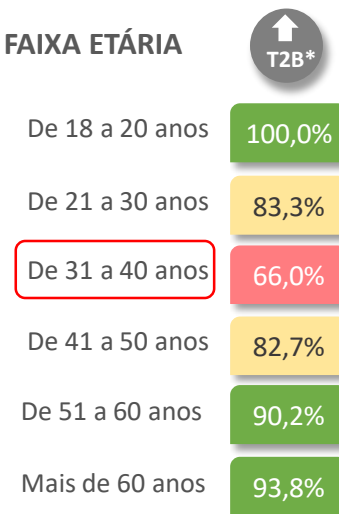 FAIXA ETÁRIA
T2B*
De 18 a 20 anos 100,0%
De 21 a 30 anos 83,3%
De 31 a 40 anos 66,0%
De 41 a 50 anos 82,7%
De 51 a 60 anos 90,2%
Mais de 60 anos 93,8%